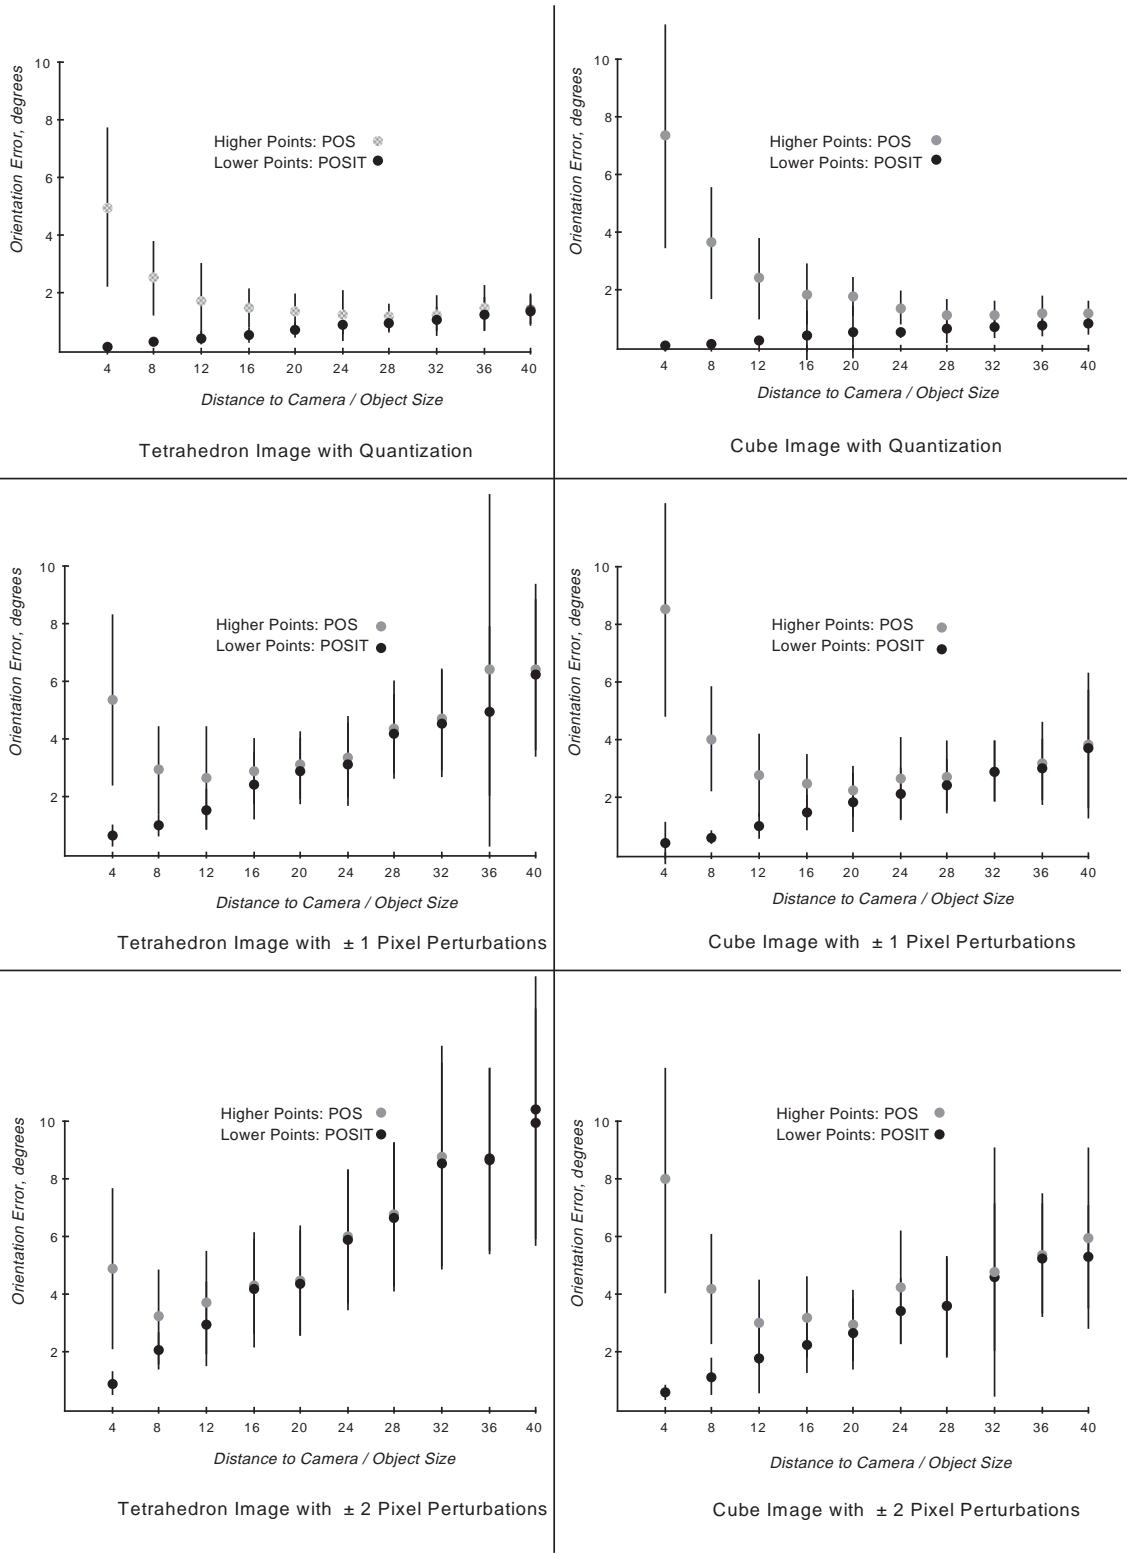 Orientation Error, degrees
10
8
6
4
2
Higher Points: POS
Lower Points: POSIT
4 8 12 16 20 24 28 32 36 40
Distance to Camera / Object Size
Tetrahedron Image with Quantization
Orientation Error, degrees
10
8
6
4
2
Higher Points: POS
Lower Points: POSIT
4 8 12 16 20 24 28 32 36 40
Distance to Camera / Object Size
Cube Image with Quantization
Orientation Error, degrees
10
8
6
4
2
Higher Points: POS
Lower Points: POSIT
4 8 12 16 20 24 28 32 36 40
Distance to Camera / Object Size
Tetrahedron Image with ± 1 Pixel Perturbations
Orientation Error, degrees
10
8
6
4
2
Higher Points: POS
Lower Points: POSIT
4 8 12 16 20 24 28 32 36 40
Distance to Camera / Object Size
Cube Image with ± 1 Pixel Perturbations
Orientation Error, degrees
10
8
6
4
2
Higher Points: POS
Lower Points: POSIT
4 8 12 16 20 24 28 32 36 40
Distance to Camera / Object Size
Tetrahedron Image with ± 2 Pixel Perturbations
Orientation Error, degrees
10
8
6
4
2
Higher Points: POS
Lower Points: POSIT
4 8 12 16 20 24 28 32 36 40
Distance to Camera / Object Size
Cube Image with ± 2 Pixel Perturbations